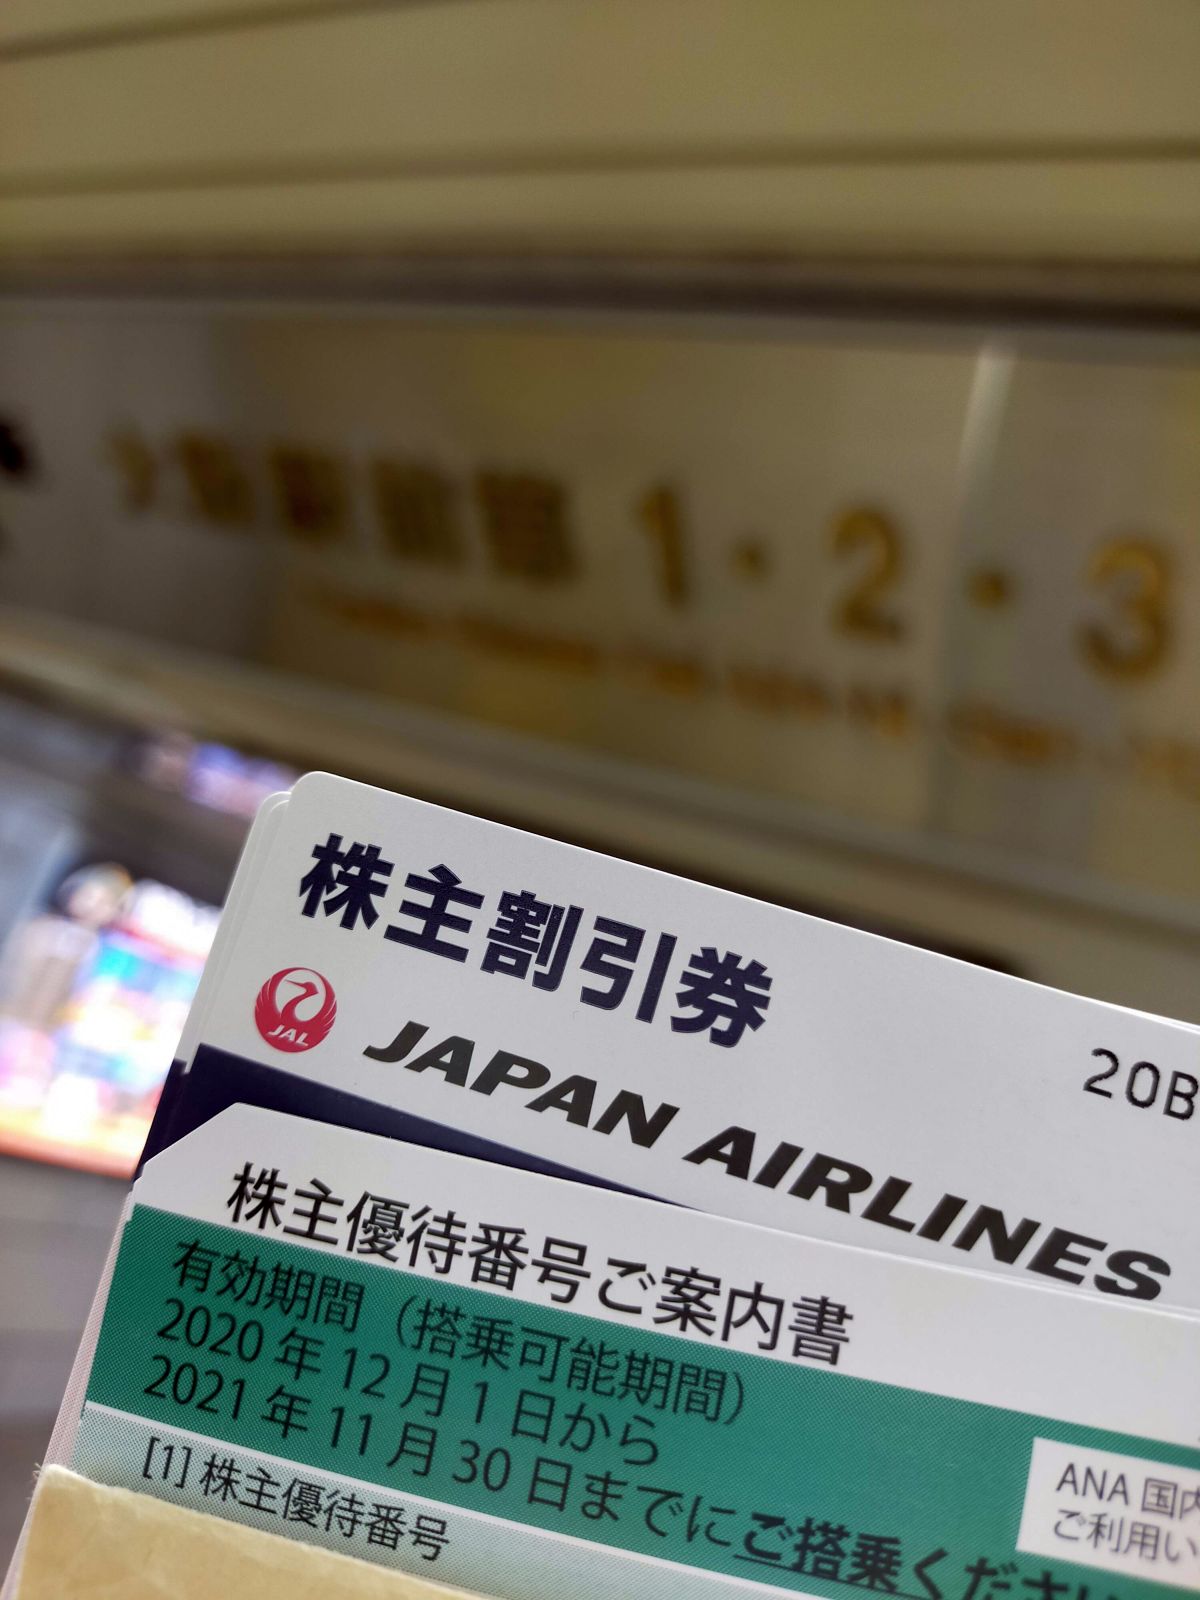 1・2・3
株主割引券
JAL
JAPAN AIRLINES
20B
株主優待番号ご案内書
有効期間（搭乗可能期間）
2020年12月1日から
2021年11月30日までにご搭乗ください
ANA国内
ご利用い
[1]株主優待番号